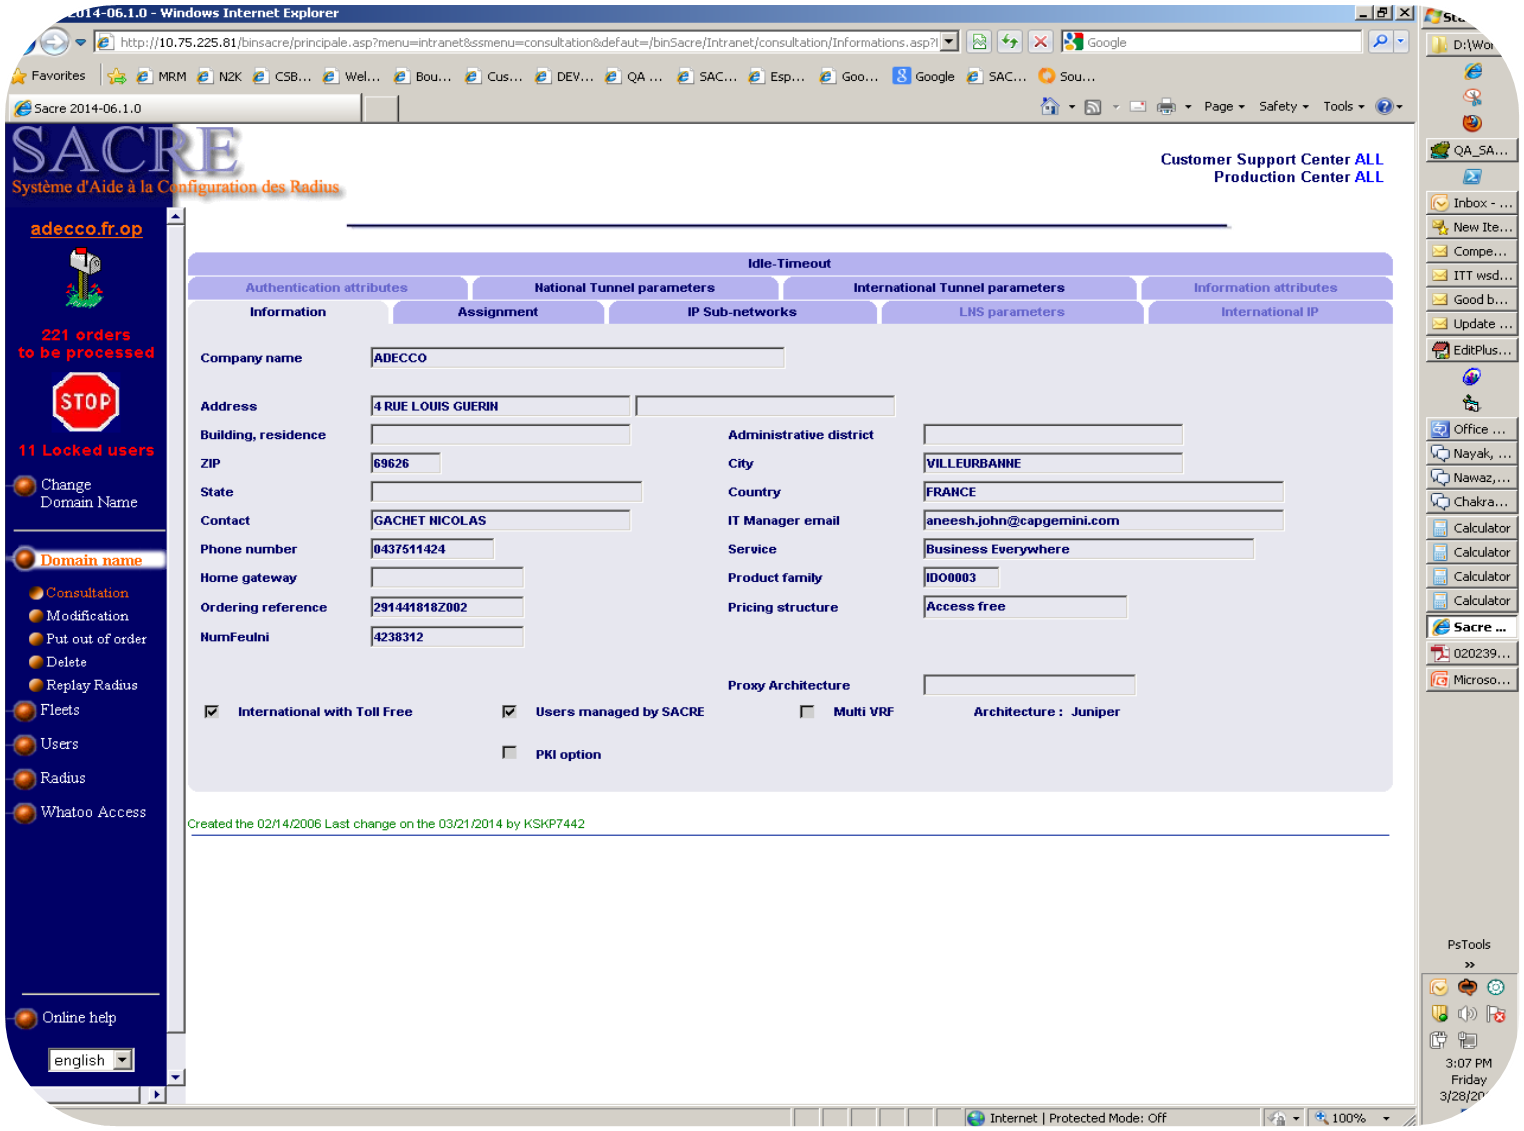 2014-06.1.0 - Windows Internet Explorer
http://10.75.225.81/binsacre/principale.asp?menu=intranet&ssmenu=consultation&defaut=/binSacre/Intranet/consultation/Informations.asp?
Google
Favorites MRM N2K CSB... Wel... Bou... Cus... DEV... QA ... SAC... Esp... Goo... Google SAC... Sou...
Sacre 2014-06.1.0
Page Safety Tools
SACRE
Système d'Aide à la Configuration des Radius
Customer Support Center ALL
Production Center ALL
adecco.fr.op
221 orders
to be processed
STOP
11 Locked users
Change
Domain Name
Domain name
Consultation
Modification
Put out of order
Delete
Replay Radius
Fleets
Users
Radius
Whatoo Access
Online help
english
Idle-Timeout
Authentication attributes National Tunnel parameters International Tunnel parameters Information attributes
Information Assignment IP Sub-networks LNS parameters International IP
Company name ADECCO
Address 4 RUE LOUIS GUERIN
Building, residence Administrative district
ZIP 69626 City VILLEURBANNE
State Country FRANCE
Contact GACHET NICOLAS IT Manager email aneesh.john@capgemini.com
Phone number 0437511424 Service Business Everywhere
Home gateway Product family IDO0003
Ordering reference 291441818Z002 Pricing structure Access free
NumFeuIni 4238312
Proxy Architecture
International with Toll Free Users managed by SACRE Multi VRF Architecture : Juniper
PKI option
Created the 02/14/2006 Last change on the 03/21/2014 by KSKP7442
Internet | Protected Mode: Off 100%
D:\Wor
QA_SA...
Inbox - ...
New Ite...
Compe...
ITT wsd...
Good b...
Update ...
EditPlus...
Office ...
Nayak, ...
Nawaz,...
Chakra...
Calculator
Calculator
Calculator
Calculator
Sacre ...
020239...
Microso...
PsTools
»
3:07 PM
Friday